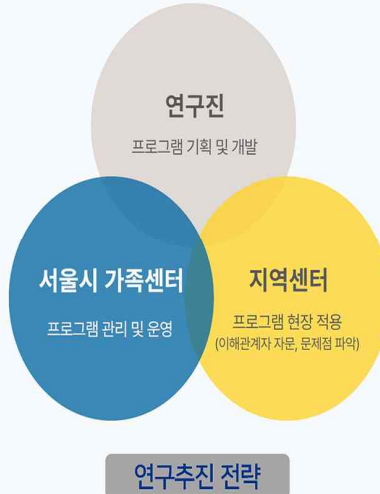 연구진
프로그램 기획 및 개발
서울시 가족센터
프로그램 관리 및 운영
지역센터
프로그램 현장 적용
(이해관계자 자문, 문제점 파악)
연구추진 전략